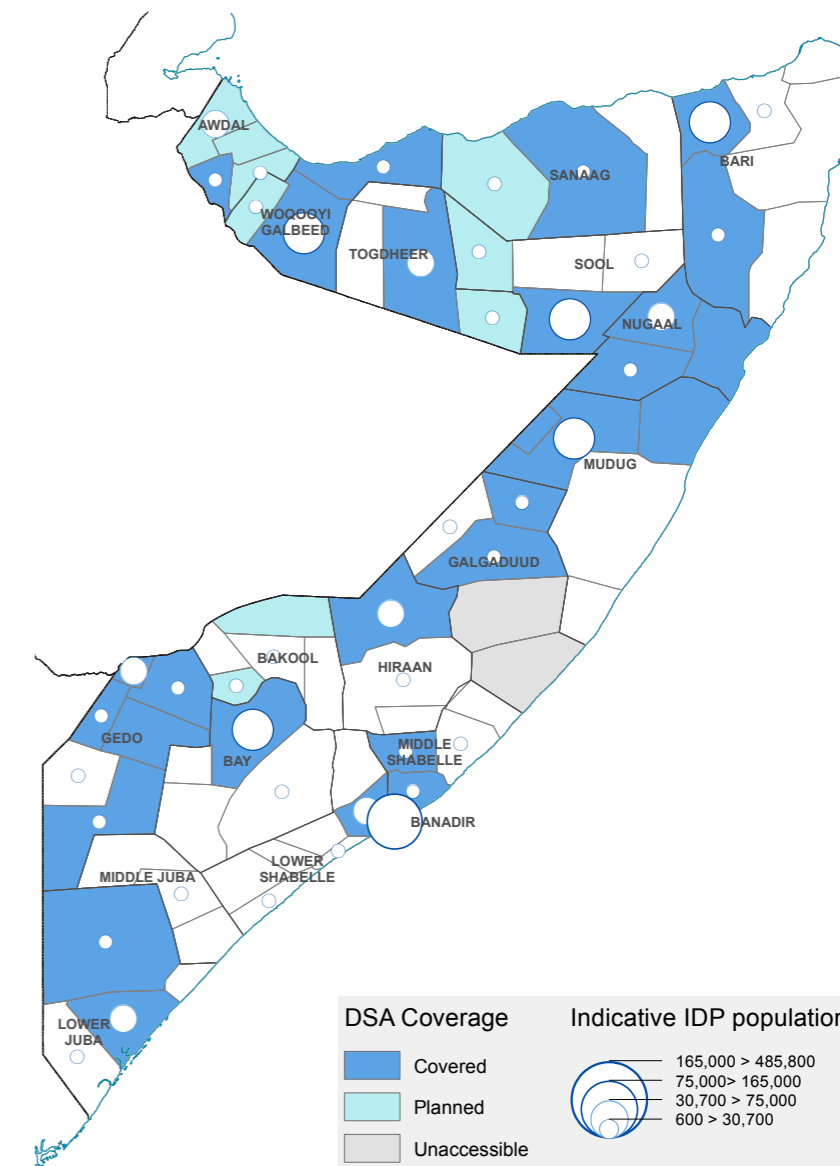 AWDAL
SANAAG
BARI
WOQOOYI
GALBEED
TOGDHEER
SOOL
NUGAAL
MUDUG
GALGADUUD
BAKOOL
HIRAAN
GEDO
BAY
MIDDLE
SHABELLE
BANADIR
LOWER
SHABELLE
MIDDLE JUBA
LOWER
JUBA
DSA Coverage
Covered
Planned
Unaccessible
Indicative IDP population
165,000 > 485,800
75,000> 165,000
30,700 > 75,000
600 > 30,700